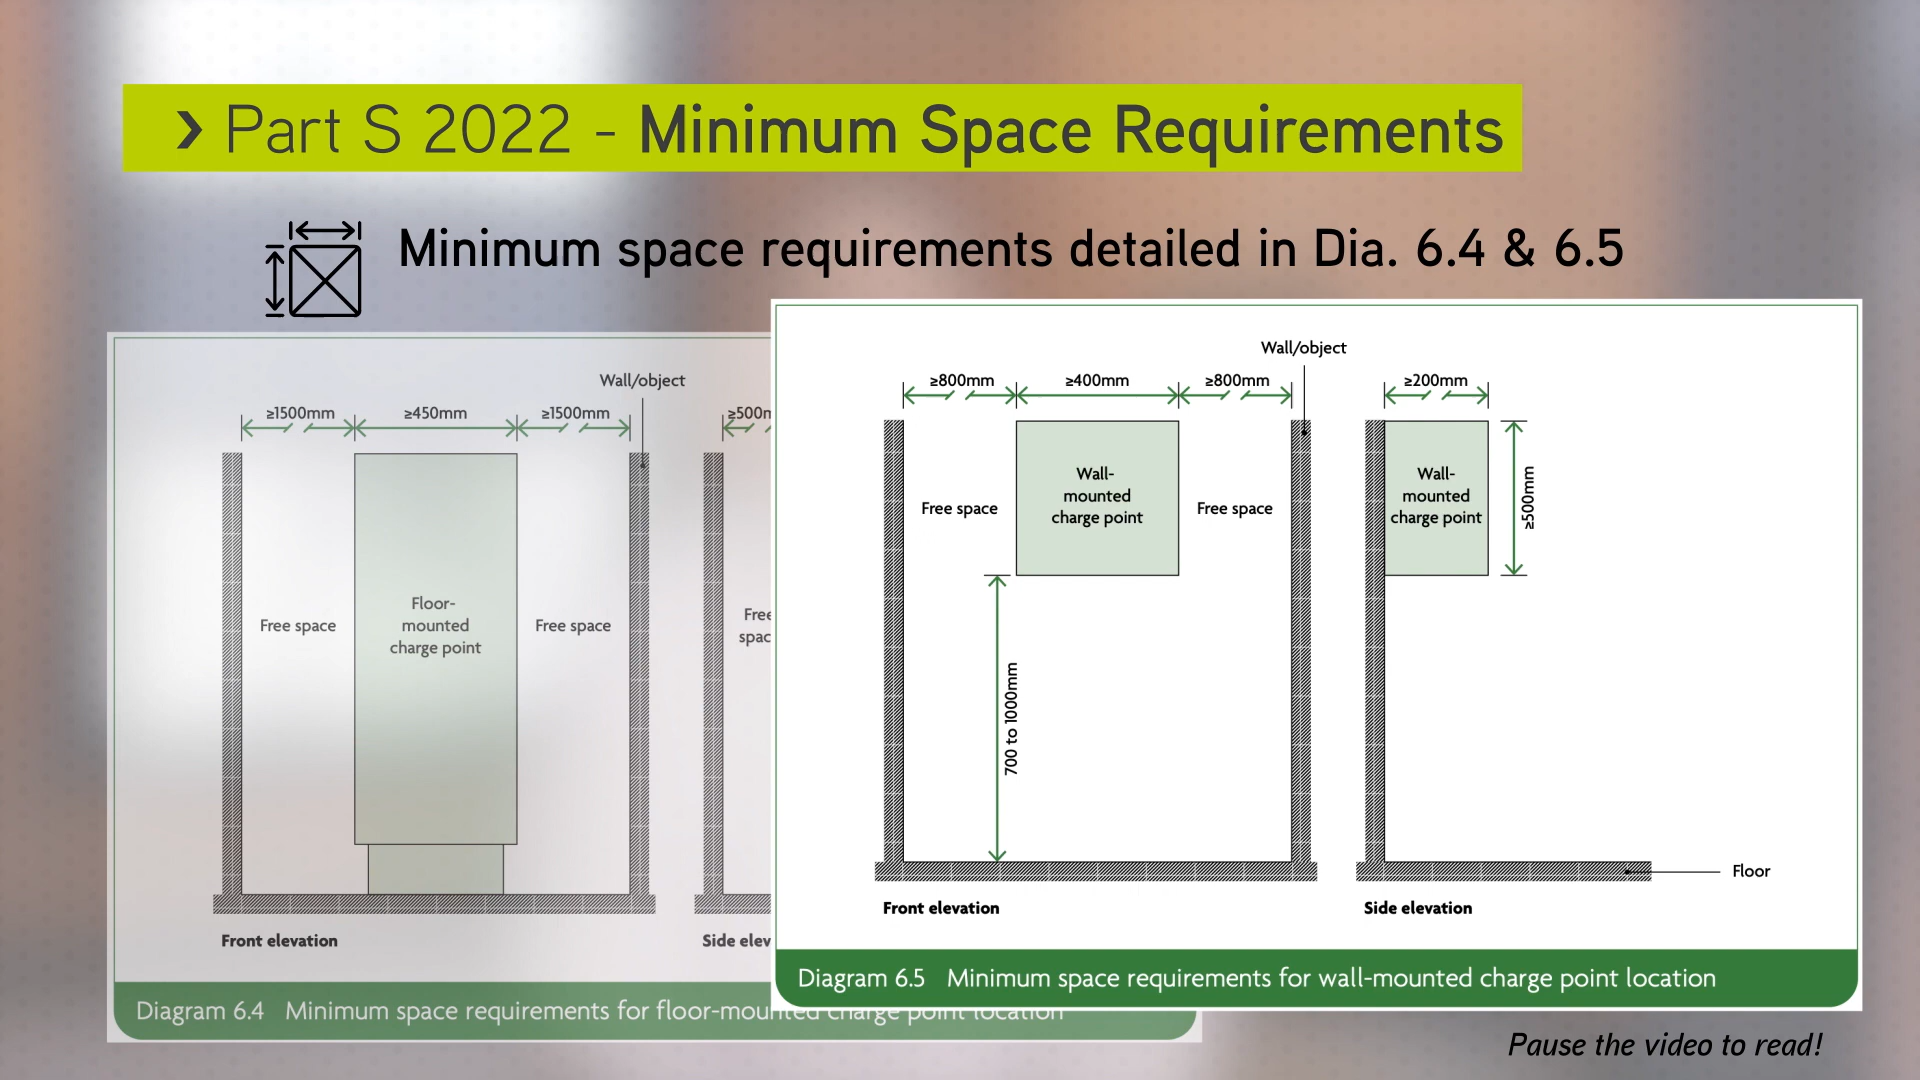 › Part S 2022 - Minimum Space Requirements
Minimum space requirements detailed in Dia. 6.4 & 6.5
Wall/object
≥1500mm
≥450mm
≥1500mm
≥500m
Free space
Floor-
mounted
charge point
Free space
Free
spac
Front elevation
Side elev
Diagram 6.4 Minimum space requirements for floor-mounted charge point location
Wall/object
≥800mm
≥400mm
≥800mm
≥200mm
Free space
Wall-
mounted
charge point
Free space
Wall-
mounted
charge point
≥500mm
700 to 1000mm
Floor
Front elevation
Side elevation
Diagram 6.5 Minimum space requirements for wall-mounted charge point location
Pause the video to read!